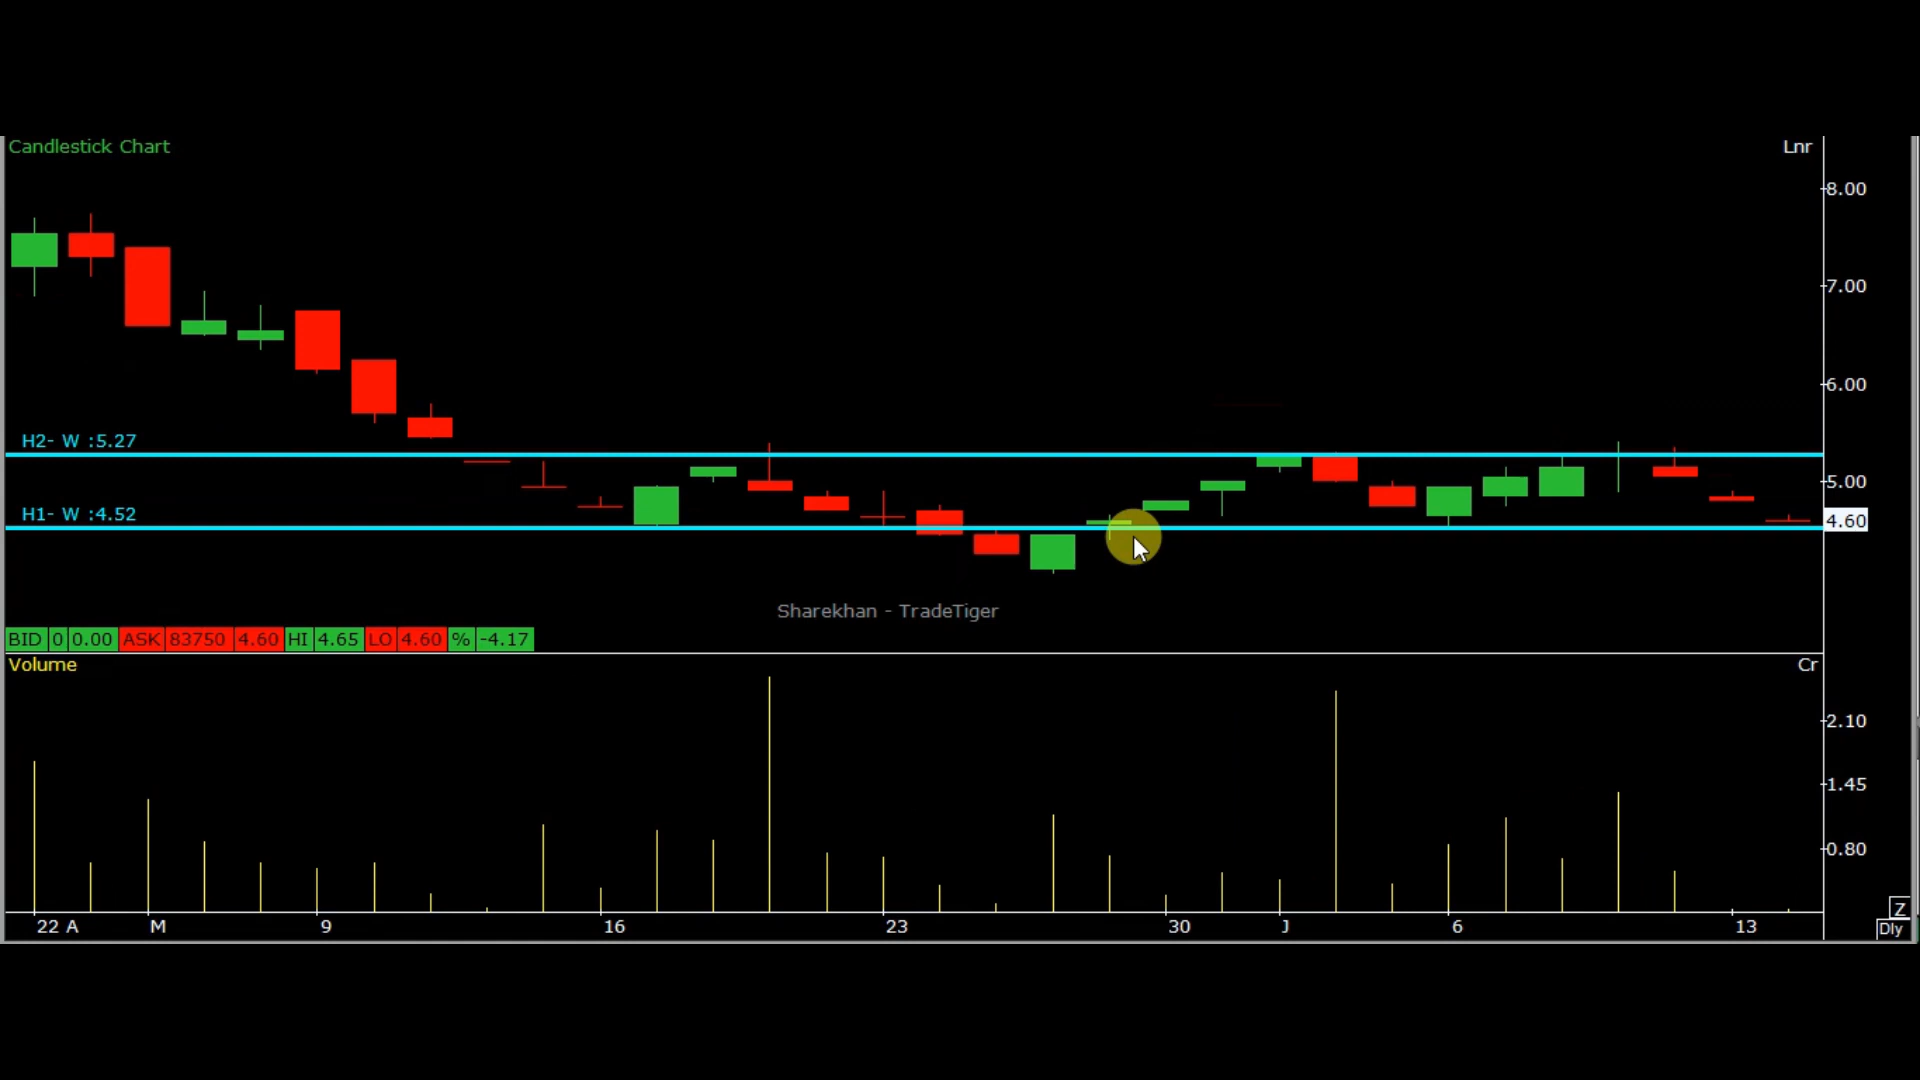 Candlestick Chart
Lnr
8.00
7.00
6.00
H2- W :5.27
5.00
H1- W :4.52
4.60
Sharekhan - TradeTiger
BID 0 0.00 ASK 83750 4.60 HI 4.65 LO 4.60 % -4.17
Volume
Cr
2.10
1.45
0.80
Z
22 A M 9 16 23 30 J 6 13
Dly